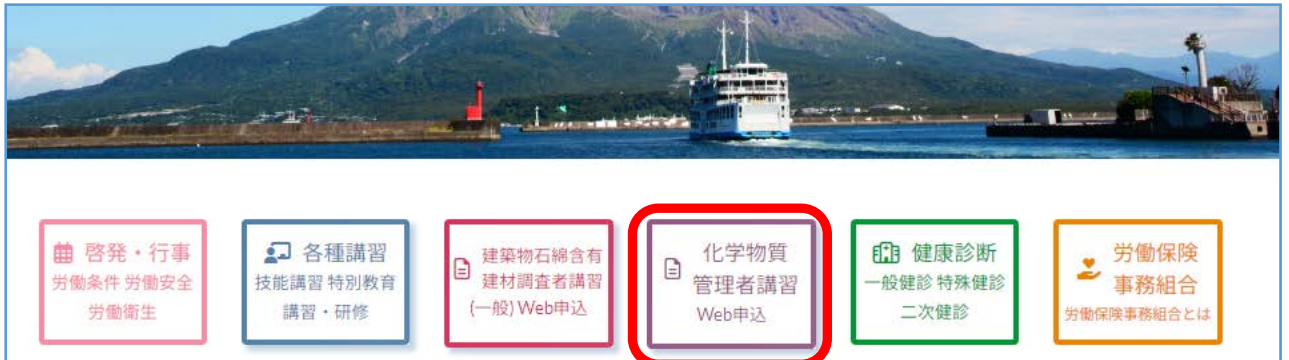 啓発・行事
労働条件 労働安全
労働衛生
各種講習
技能講習 特別教育
講習・研修
建築物石綿含有
建材調査者講習
(一般) Web申込
化学物質
管理者講習
Web申込
健康診断
一般健診 特殊健診
二次健診
労働保険
事務組合
労働保険事務組合とは